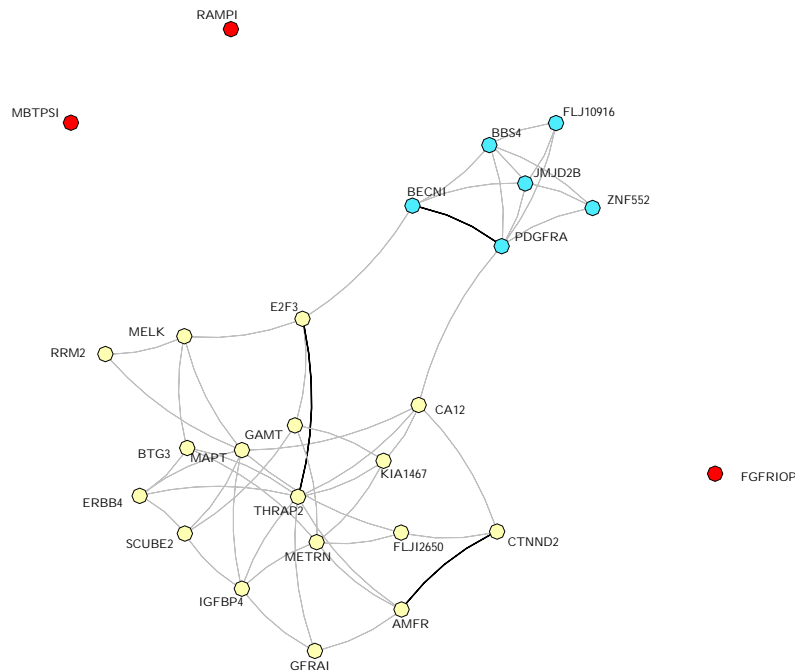 RAMPI
MBTPSI
FLJ10916
BBS4
JMJD2B
BECNI
ZNF552
PDGFRA
E2F3
MELK
RRM2
CA12
GAMT
BTG3
MAPT
KIA1467
FGFRIOP
ERBB4
THRAP2
SCUBE2
METRN
FLJI2650
CTNND2
IGFBP4
AMFR
GFRAI